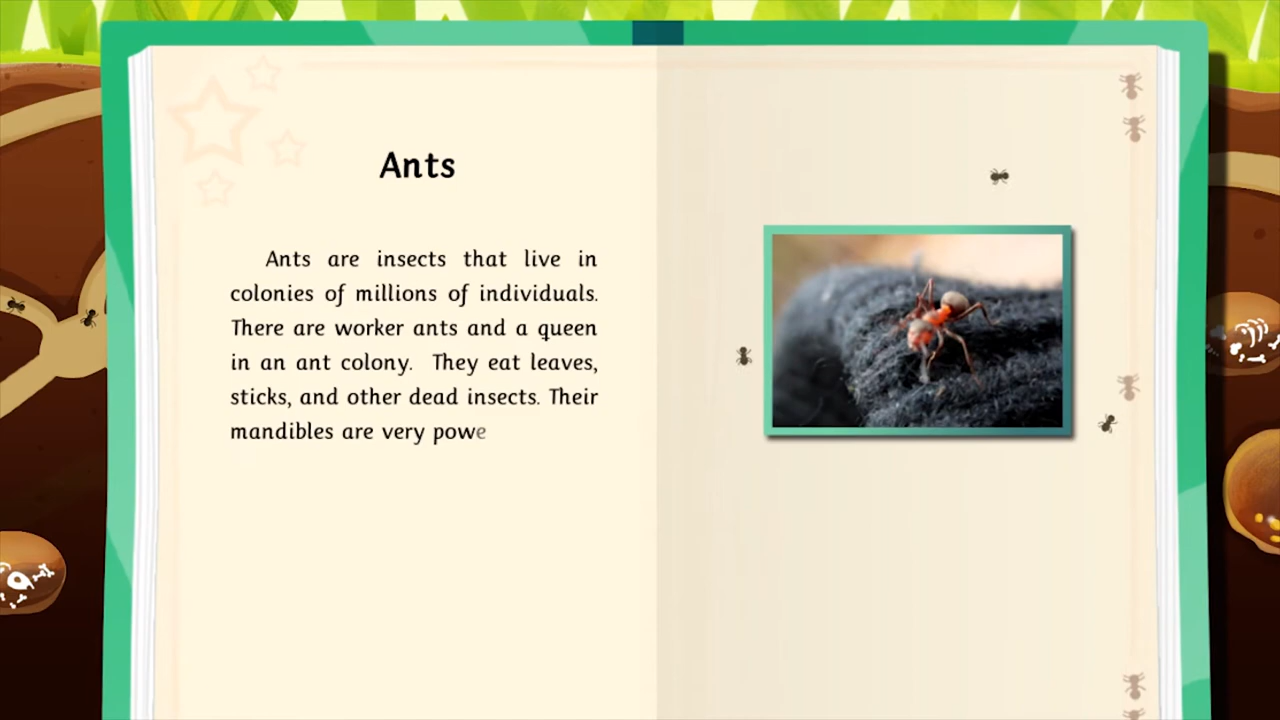 Ants
Ants are insects that live in
colonies of millions of individuals.
There are worker ants and a queen
in an ant colony. They eat leaves,
sticks, and other dead insects. Their
mandibles are very powe